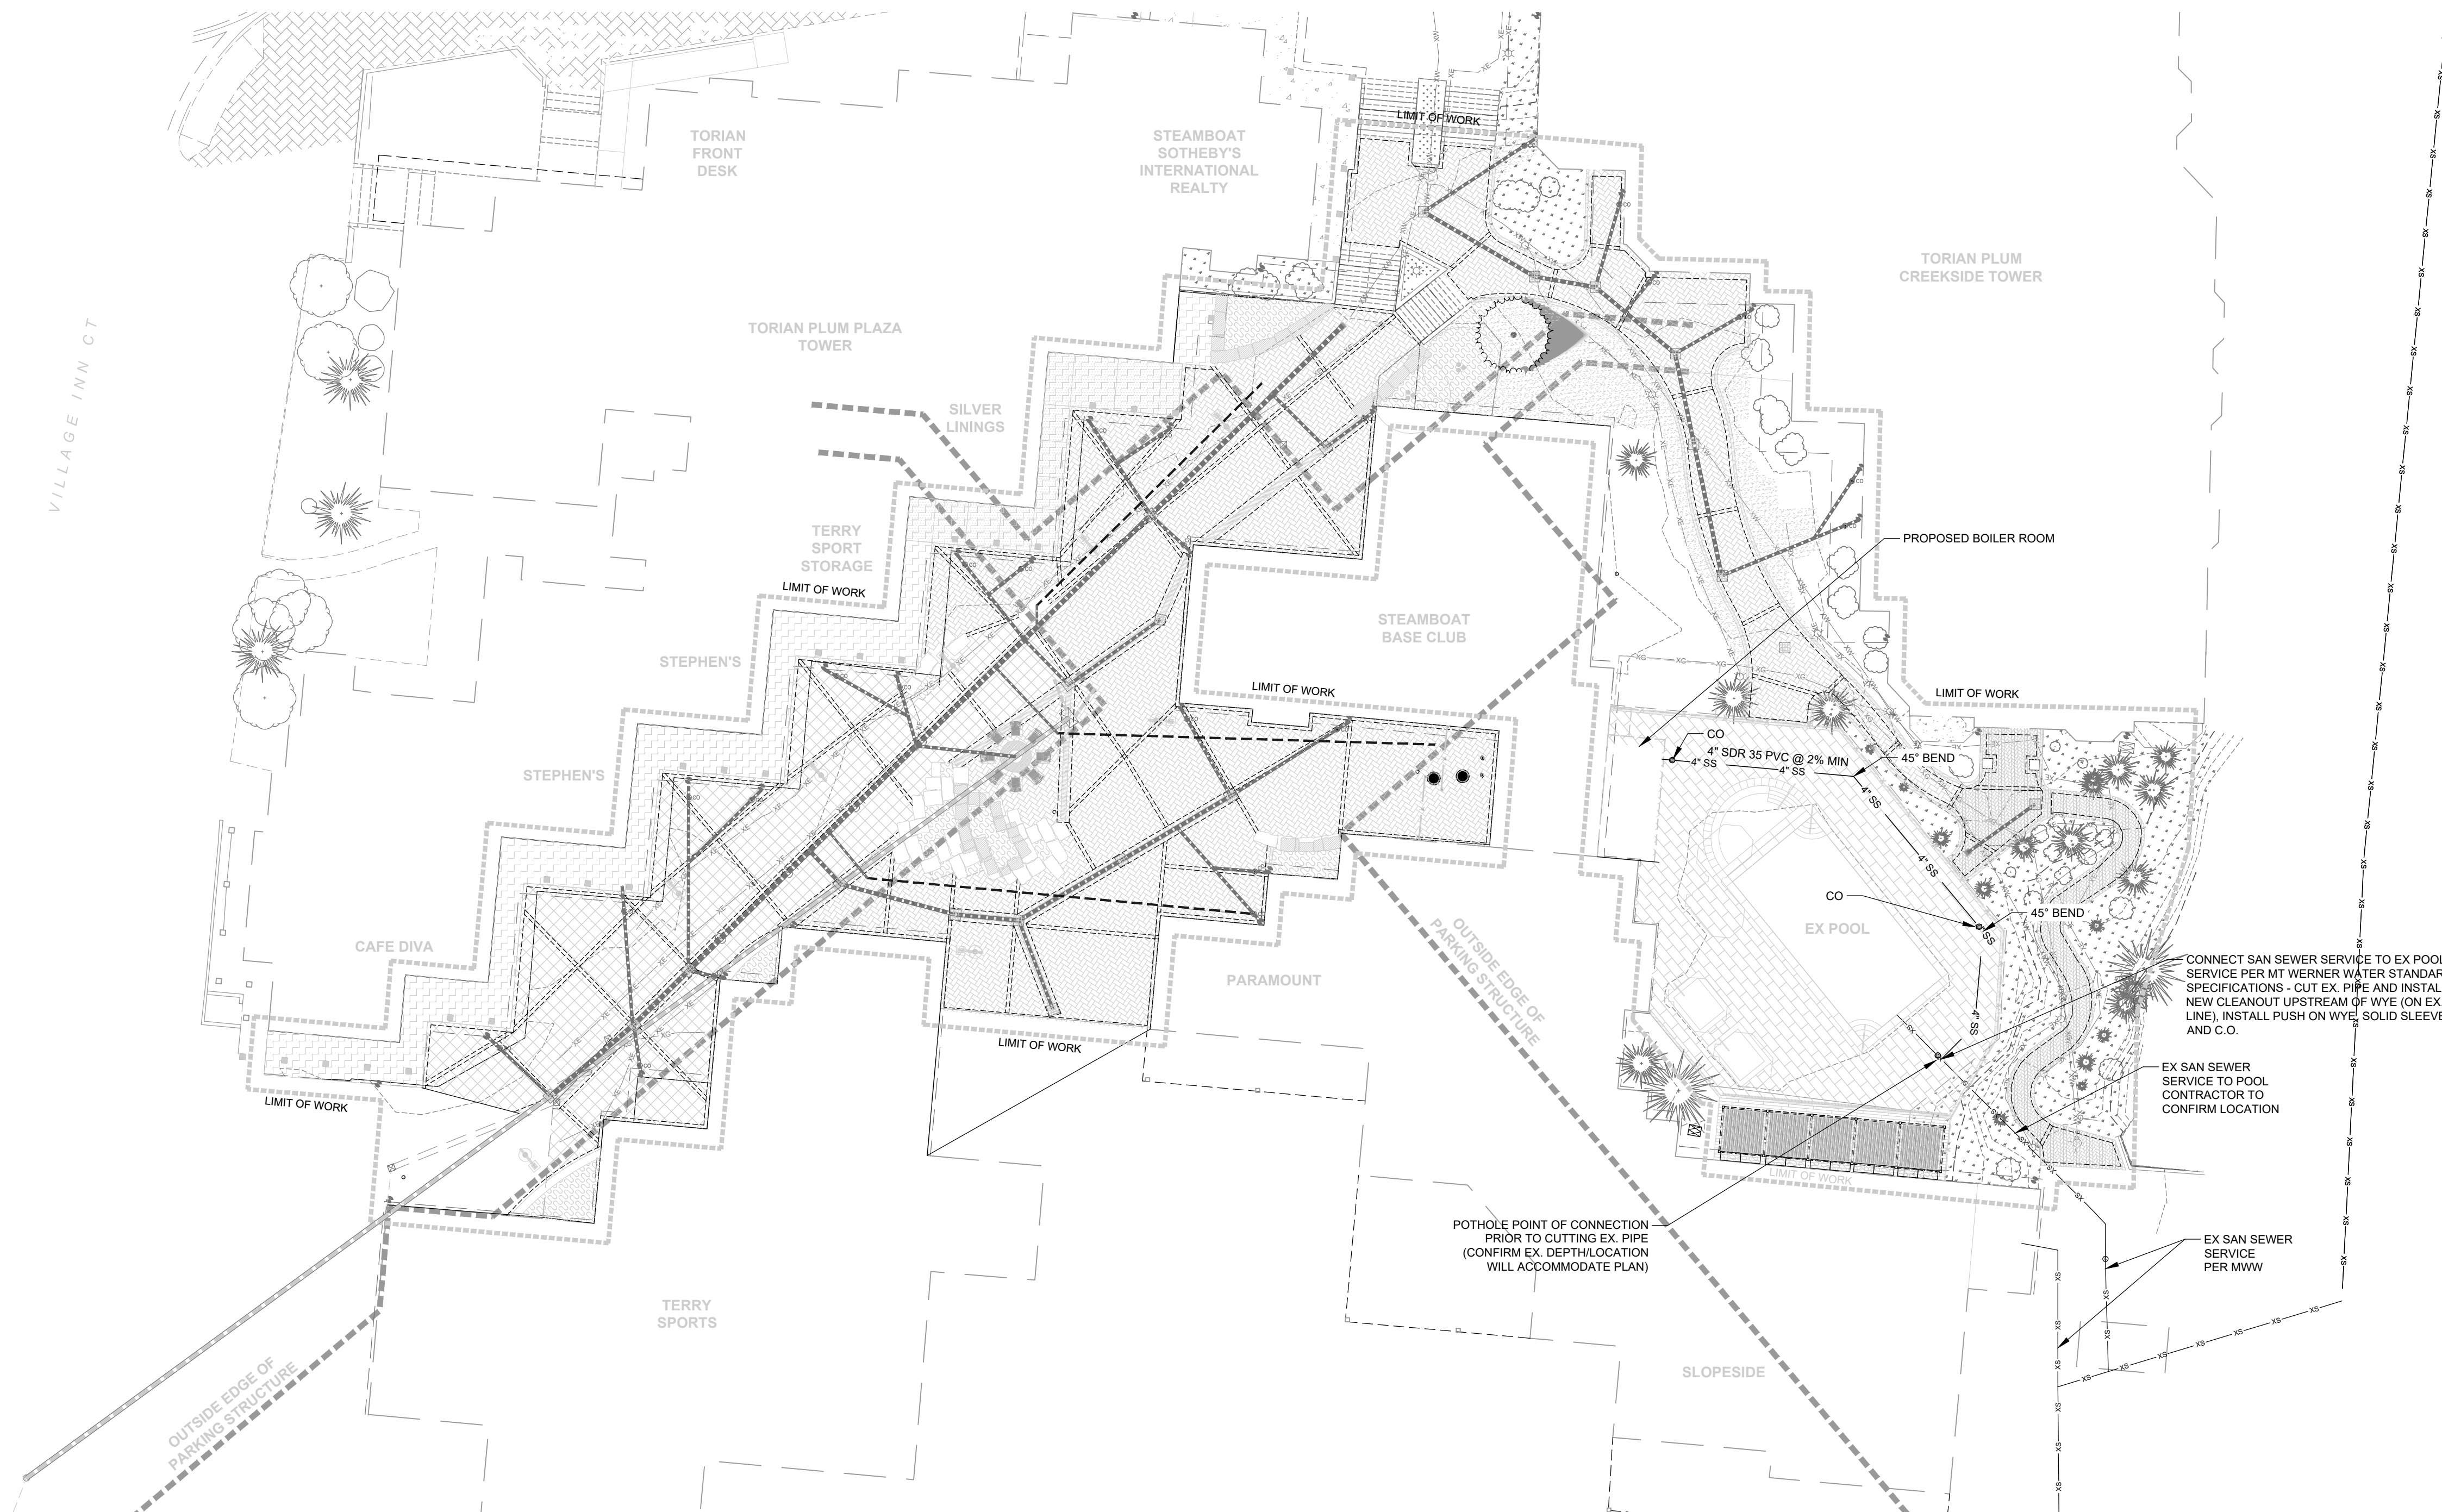 TORIAN
FRONT
DESK
STEAMBOAT
SOTHEBY'S
INTERNATIONAL
REALTY
LIMIT OF WORK
TORIAN PLUM
CREEKSIDE TOWER
VILLAGE INN CT
TORIAN PLUM PLAZA
TOWER
SILVER
LININGS
TERRY
SPORT
STORAGE
LIMIT OF WORK
PROPOSED BOILER ROOM
STEAMBOAT
BASE CLUB
STEPHEN'S
LIMIT OF WORK
LIMIT OF WORK
STEPHEN'S
CO
4" SDR 35 PVC @ 2% MIN
4" SS
4" SS
45° BEND
4" SS
4" SS
CO
45° BEND
SS
EX POOL
CAFE DIVA
PARAMOUNT
OUTSIDE EDGE OF
PARKING STRUCTURE
CONNECT SAN SEWER SERVICE TO EX POOL
SERVICE PER MT WERNER WATER STANDAR
SPECIFICATIONS - CUT EX. PIPE AND INSTAL
NEW CLEANOUT UPSTREAM OF WYE (ON EX
LINE), INSTALL PUSH ON WYE, SOLID SLEEVE
AND C.O.
4" SS
LIMIT OF WORK
EX SAN SEWER
SERVICE TO POOL
CONTRACTOR TO
CONFIRM LOCATION
LIMIT OF WORK
LIMIT OF WORK
POTHOLE POINT OF CONNECTION
PRIOR TO CUTTING EX. PIPE
(CONFIRM EX. DEPTH/LOCATION
WILL ACCOMMODATE PLAN)
EX SAN SEWER
SERVICE
PER MWW
TERRY
SPORTS
SLOPESIDE
OUTSIDE EDGE OF
PARKING STRUCTURE